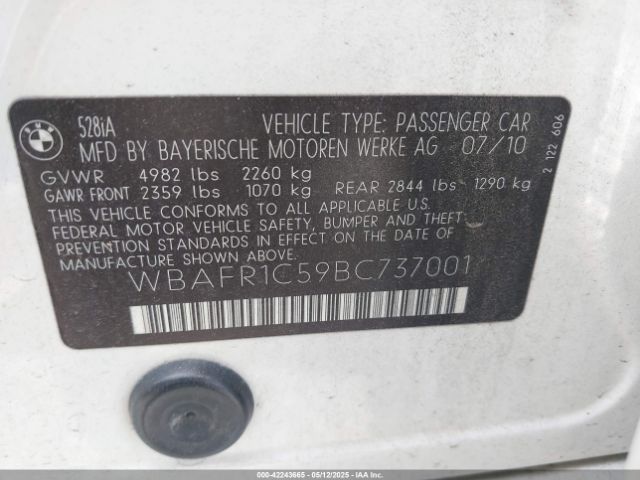 BMW
528iA VEHICLE TYPE: PASSENGER CAR
MFD BY BAYERISCHE MOTOREN WERKE AG 07/10
GVWR 4982 lbs 2260 kg
GAWR FRONT 2359 lbs 1070 kg REAR 2844 lbs 1290 kg
THIS VEHICLE CONFORMS TO ALL APPLICABLE U.S.
FEDERAL MOTOR VEHICLE SAFETY, BUMPER AND THEFT
PREVENTION STANDARDS IN EFFECT ON THE DATE OF
MANUFACTURE SHOWN ABOVE.
WBAFR1C59BC737001
2 122 606
000-42243665 - 05/12/2025 - IAAI.CA